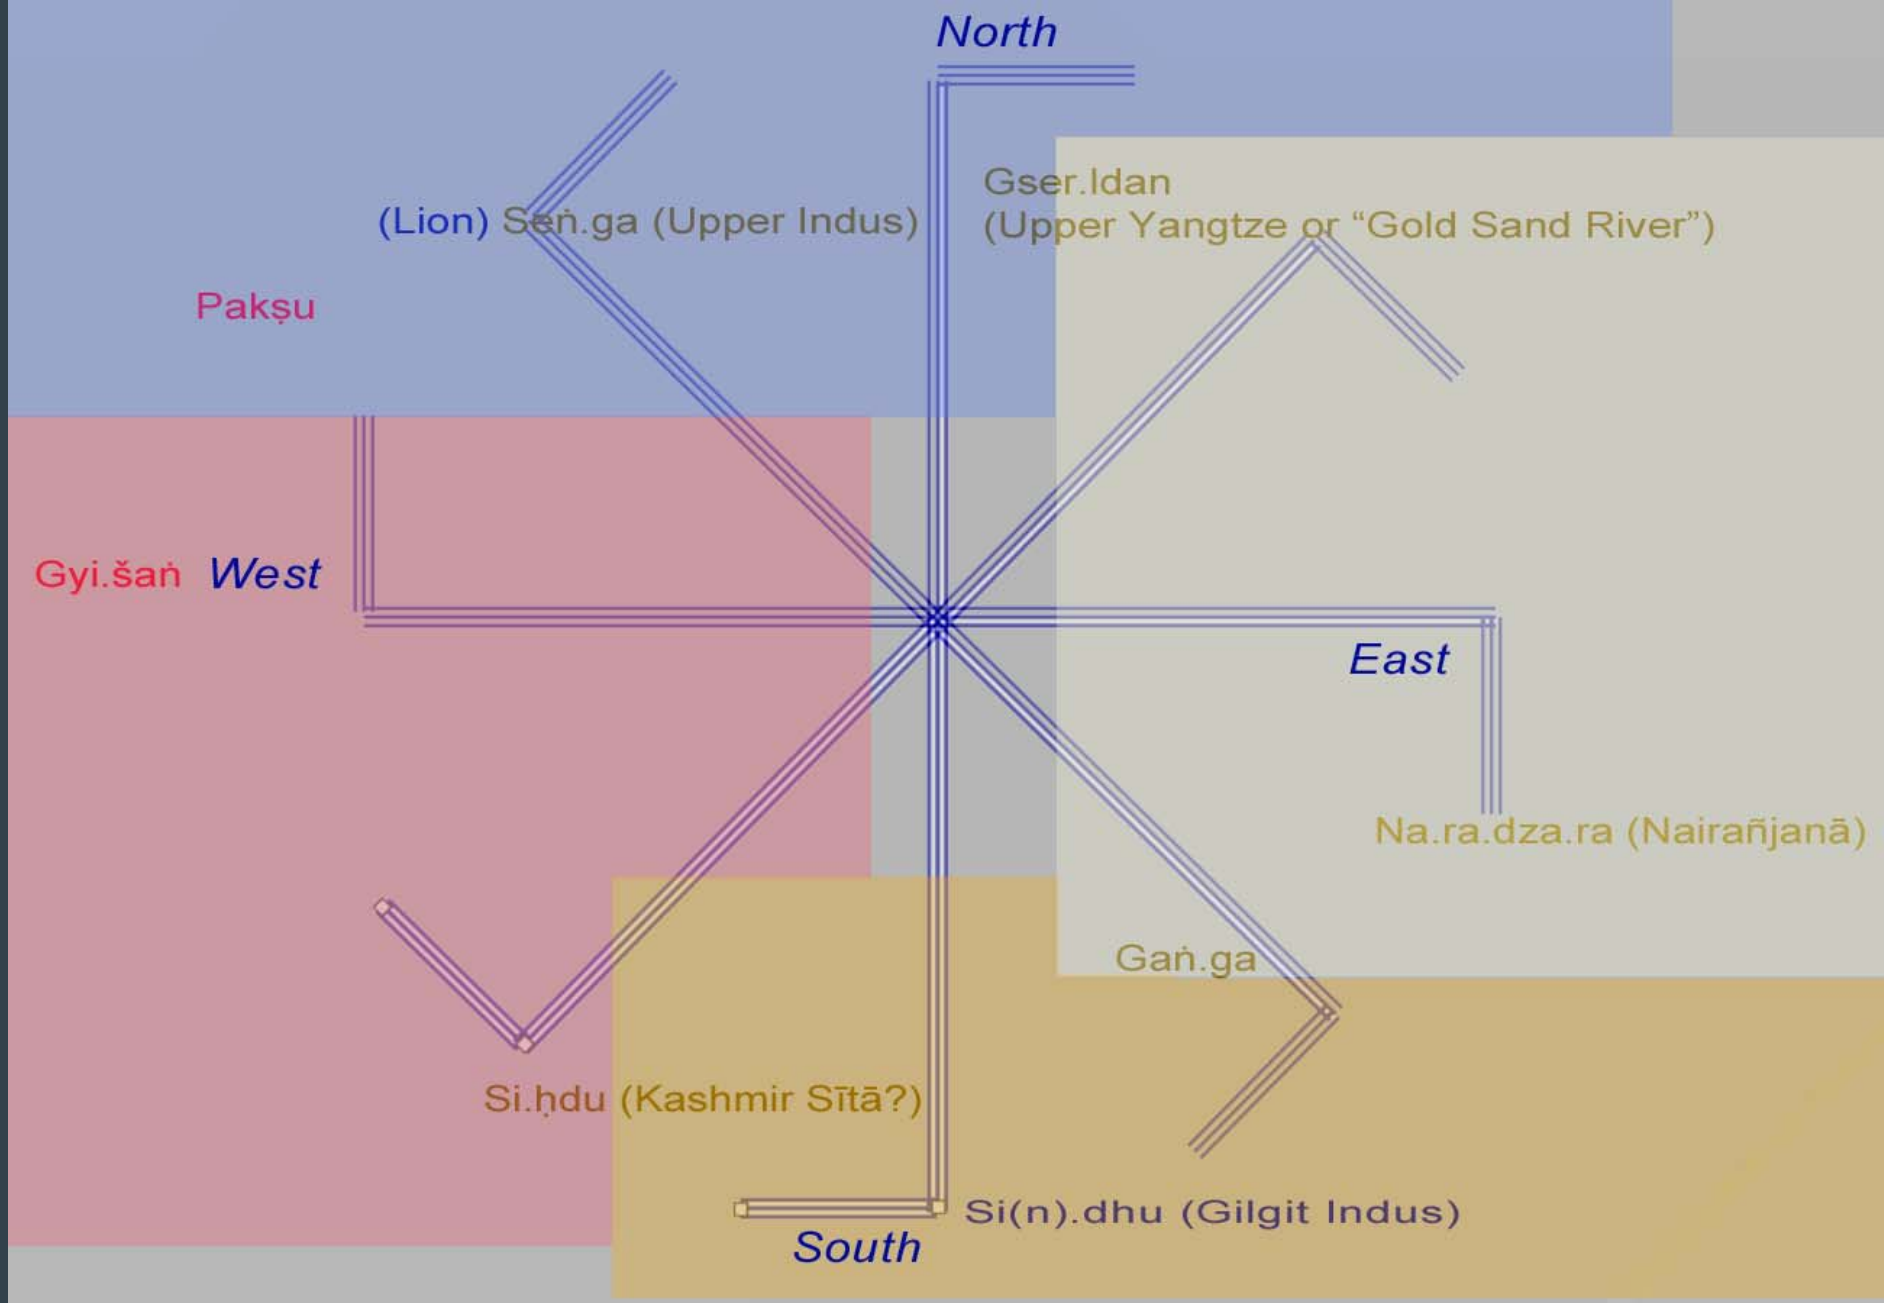 North
Gser.ldan
(Upper Yangtze or “Gold Sand River”)
(Lion) Seṅ.ga (Upper Indus)
Pakṣu
Gyi.šaṅ West
East
Na.ra.dza.ra (Nairañjanā)
Gaṅ.ga
Si.ḥdu (Kashmir Sītā?)
Si(n).dhu (Gilgit Indus)
South